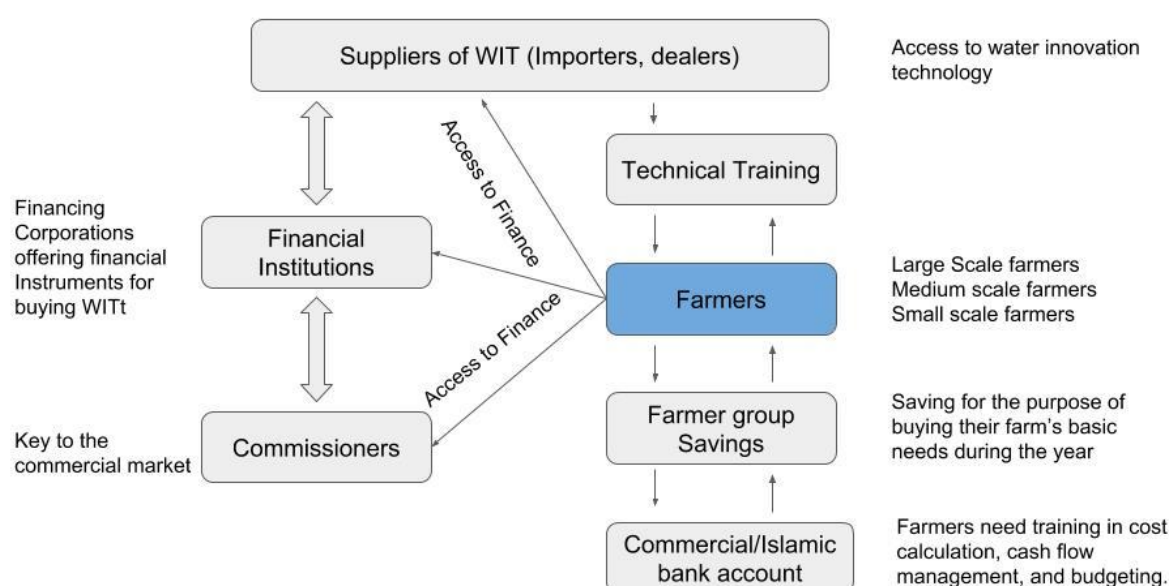 Suppliers of WIT (Importers, dealers)
Access to water innovation
technology
Access to Finance
Technical Training
Financing
Corporations
offering financial
Instruments for
buying WITt
Financial
Institutions
Farmers
Large Scale farmers
Medium scale farmers
Small scale farmers
Access to Finance
Key to the
commercial market
Commissioners
Farmer group
Savings
Saving for the purpose of
buying their farm's basic
needs during the year
Commercial/Islamic
bank account
Farmers need training in cost
calculation, cash flow
management, and budgeting.